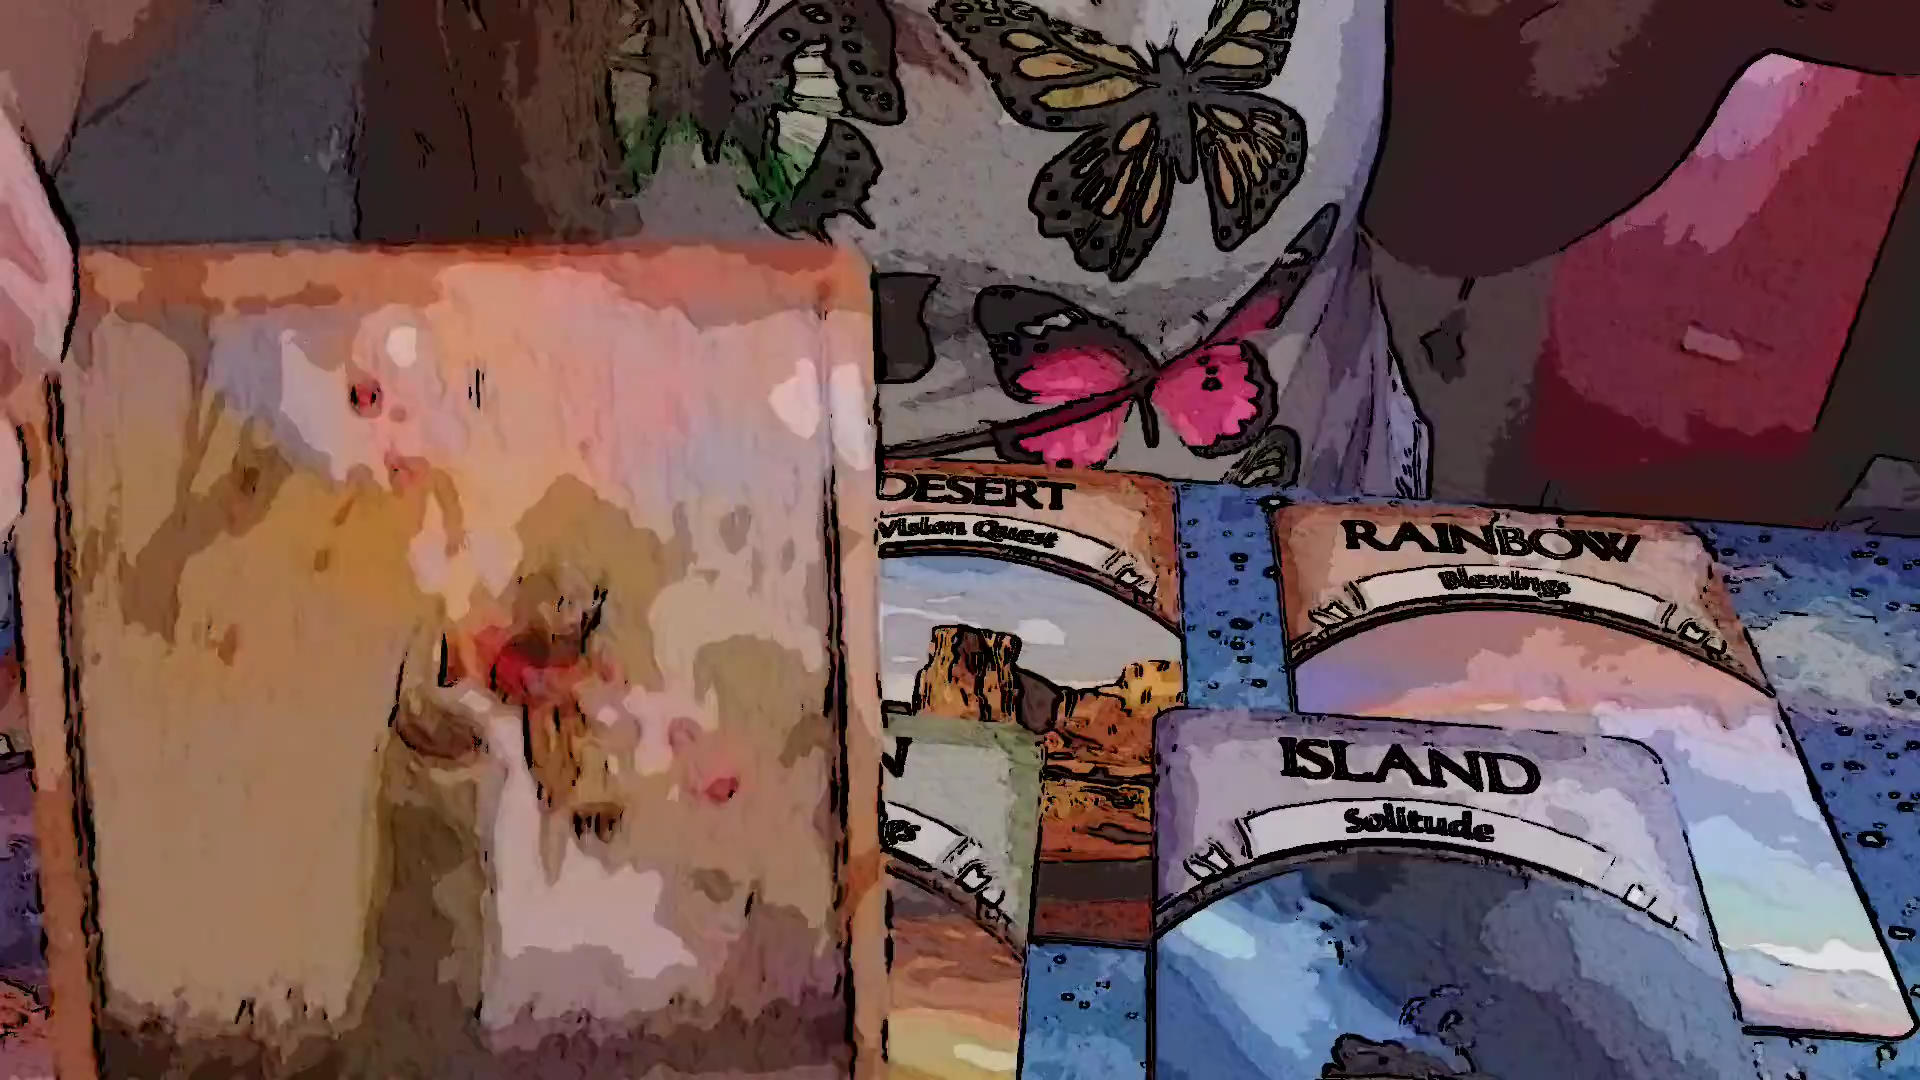 DESERT
Vision Quest
RAINBOW
Blessings
ISLAND
Solitude